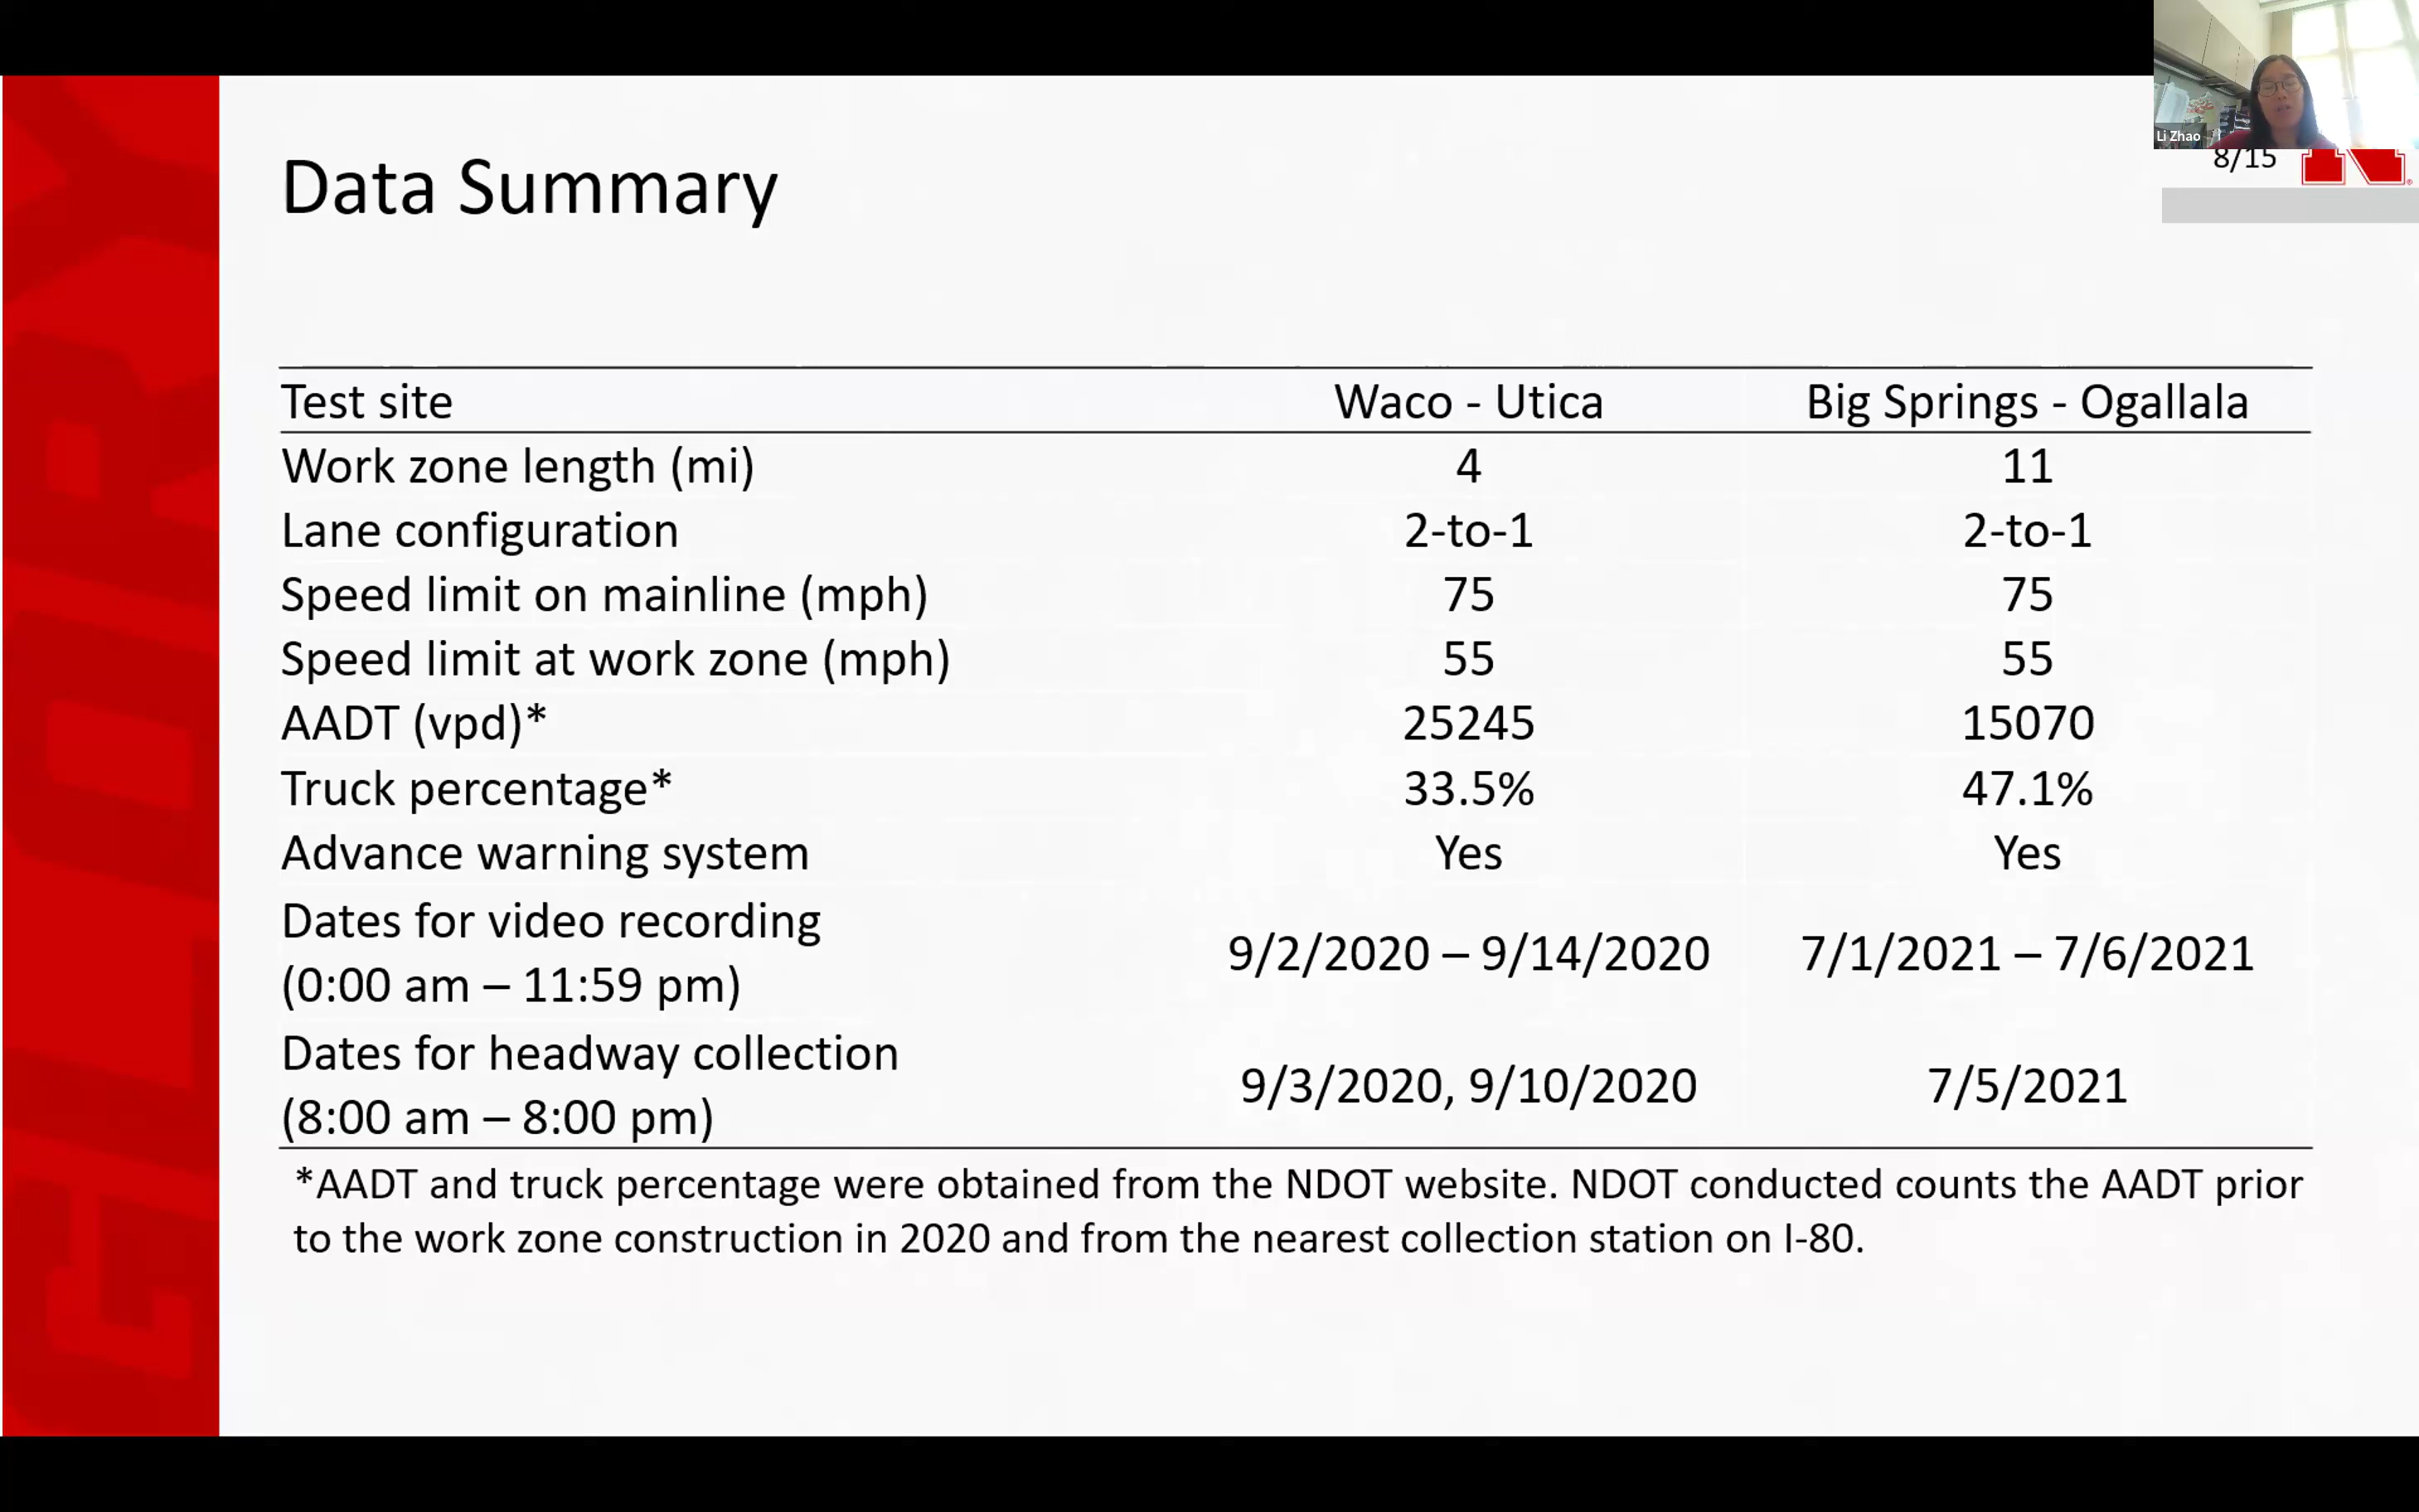 Li Zhao
8/15
Data Summary
Test site Waco - Utica Big Springs - Ogallala
Work zone length (mi) 4 11
Lane configuration 2-to-1 2-to-1
Speed limit on mainline (mph) 75 75
Speed limit at work zone (mph) 55 55
AADT (vpd)* 25245 15070
Truck percentage* 33.5% 47.1%
Advance warning system Yes Yes
Dates for video recording
(0:00 am – 11:59 pm) 9/2/2020 – 9/14/2020 7/1/2021 – 7/6/2021
Dates for headway collection
(8:00 am – 8:00 pm) 9/3/2020, 9/10/2020 7/5/2021
*AADT and truck percentage were obtained from the NDOT website. NDOT conducted counts the AADT prior
to the work zone construction in 2020 and from the nearest collection station on I-80.
GLORY
N